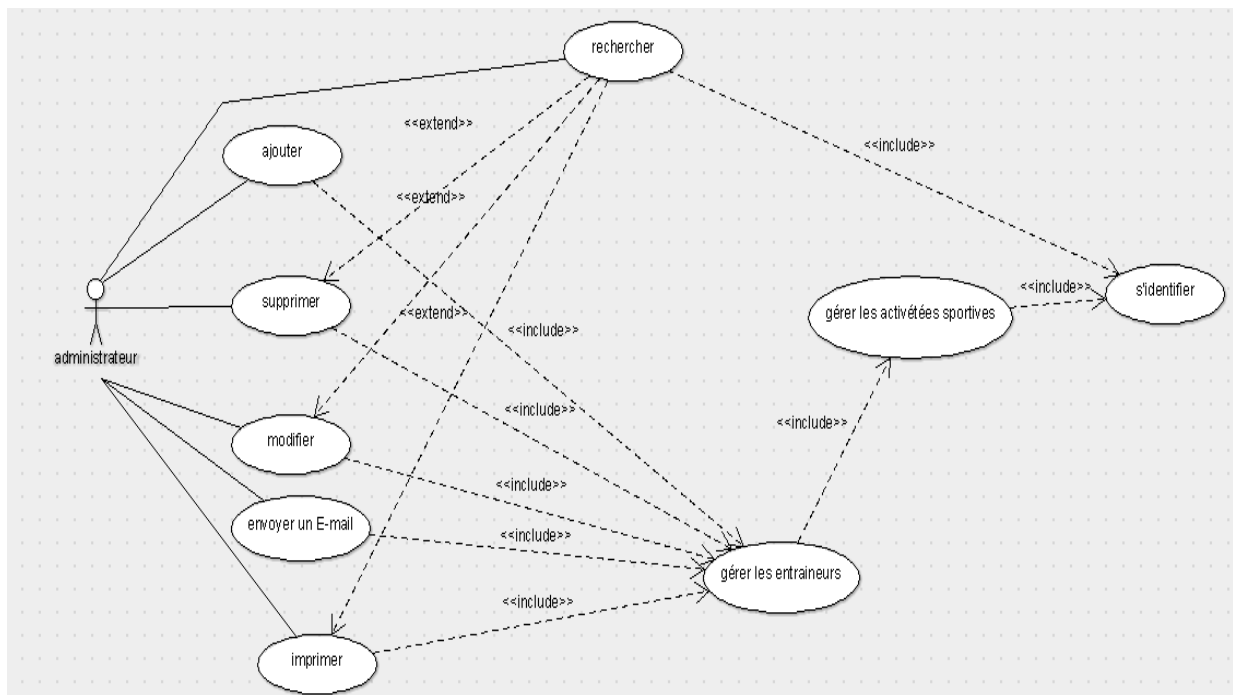 rechercher
<<extend>>
ajouter
<<include>>
<<extend>>
supprimer
<<include>>
s'identifier
gérer les activétées sportives
<<extend>>
<<include>>
administrateur
<<include>>
<<include>>
modifier
<<include>>
envoyer un E-mail
<<include>>
gérer les entraineurs
<<include>>
imprimer